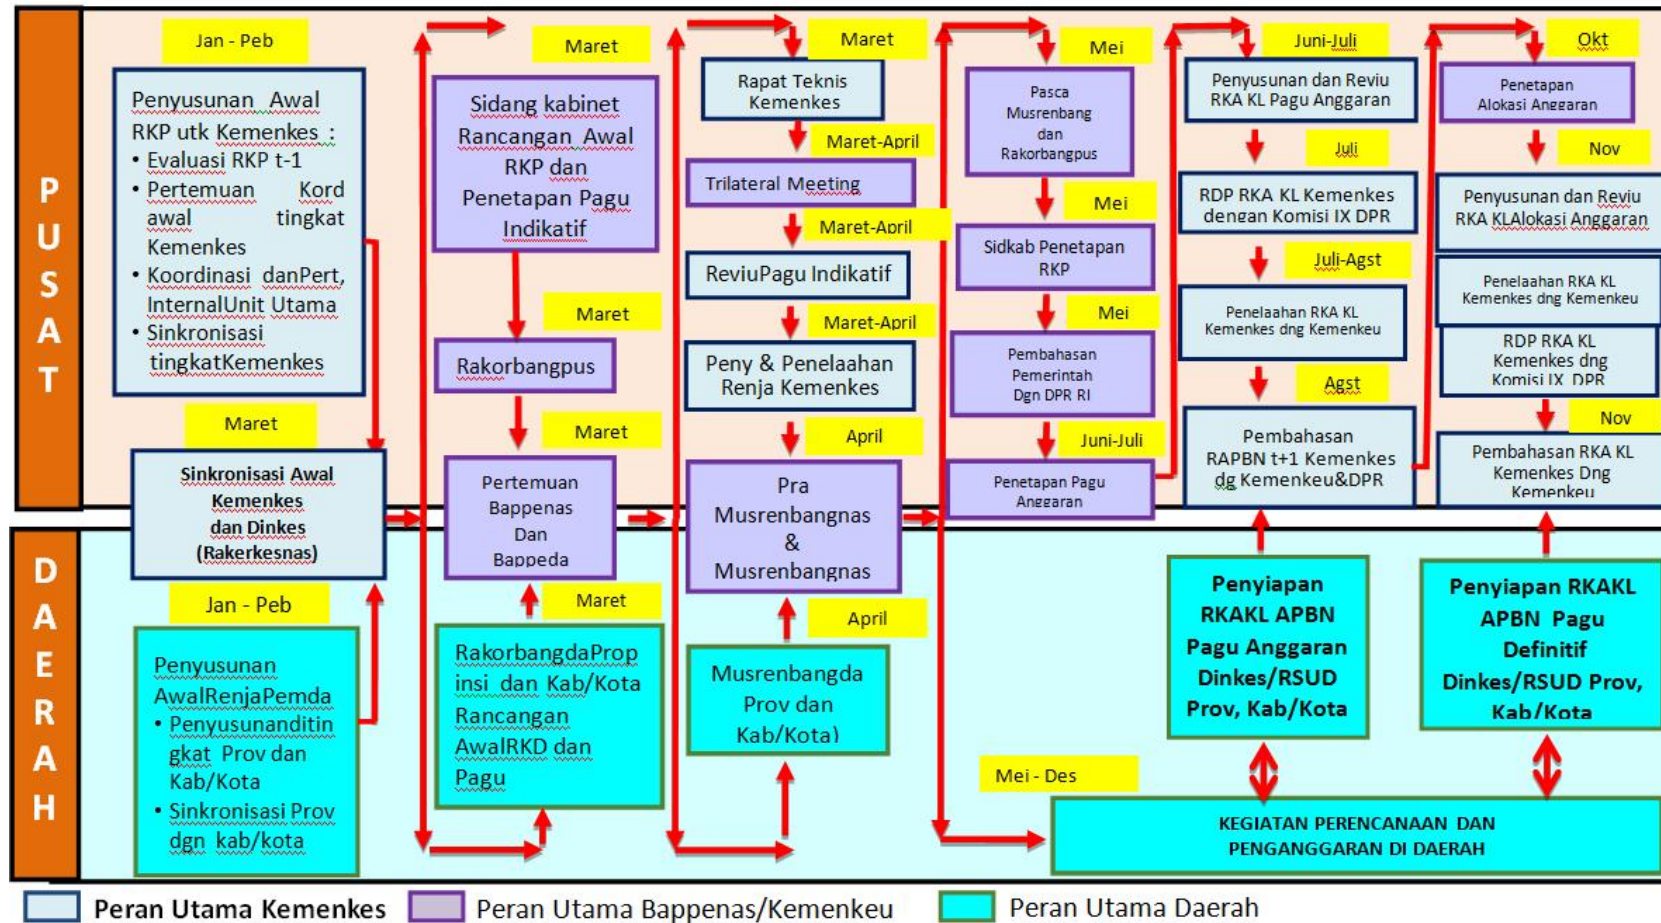 PUSAT
Jan - Peb
Penyusunan Awal
RKP utk Kemenkes :
• Evaluasi RKP t-1
• Pertemuan Kord
awal tingkat
Kemenkes
• Koordinasi danPert,
InternalUnit Utama
• Sinkronisasi
tingkatKemenkes
Maret
Sinkronisasi Awal
Kemenkes
dan Dinkes
(Rakerkesnas)
Maret
Sidang kabinet
Rancangan Awal
RKP dan
Penetapan Pagu
Indikatif
Maret
Rakorbangpus
Maret
Pertemuan
Bappenas
Dan
Bappeda
Maret
Rapat Teknis
Kemenkes
Maret-April
Trilateral Meeting
Maret-April
ReviuPagu Indikatif
Maret-April
Peny & Penelaahan
Renja Kemenkes
April
Pra
Musrenbangnas
&
Musrenbangnas
Mei
Pasca
Musrenbang
dan
Rakorbangpus
Mei
Sidkab Penetapan
RKP
Mei
Pembahasan
Pemerintah
Dgn DPR RI
Juni-Juli
Penetapan Pagu
Anggaran
Juni-Juli
Penyusunan dan Reviu
RKA KL Pagu Anggaran
Juli
RDP RKA KL Kemenkes
dengan Komisi IX DPR
Juli-Agst
Penelaahan RKA KL
Kemenkes dng Kemenkeu
Agst
Pembahasan
RAPBN t+1 Kemenkes
dg Kemenkeu&DPR
Okt
Penetapan
Alokasi Anggaran
Nov
Penyusunan dan Reviu
RKA KLAlokasi Anggaran
Penelaahan RKA KL
Kemenkes dng Kemenkeu
RDP RKA KL
Kemenkes dng
Komisi IX DPR
Nov
Pembahasan RKA KL
Kemenkes Dng
Kemenkeu
DAERAH
Jan - Peb
Penyusunan
AwalRenjaPemda
• Penyusunanditin
gkat Prov dan
Kab/Kota
• Sinkronisasi Prov
dgn kab/kota
Maret
RakorbangdaProp
insi dan Kab/Kota
Rancangan
AwalRKD dan
Pagu
April
Musrenbangda
Prov dan
Kab/Kota)
Penyiapan
RKAKL APBN
Pagu Anggaran
Dinkes/RSUD
Prov, Kab/Kota
Penyiapan RKAKL
APBN Pagu
Definitif
Dinkes/RSUD Prov,
Kab/Kota
Mei - Des
KEGIATAN PERENCANAAN DAN
PENGANGGARAN DI DAERAH
Peran Utama Kemenkes
Peran Utama Bappenas/Kemenkeu
Peran Utama Daerah